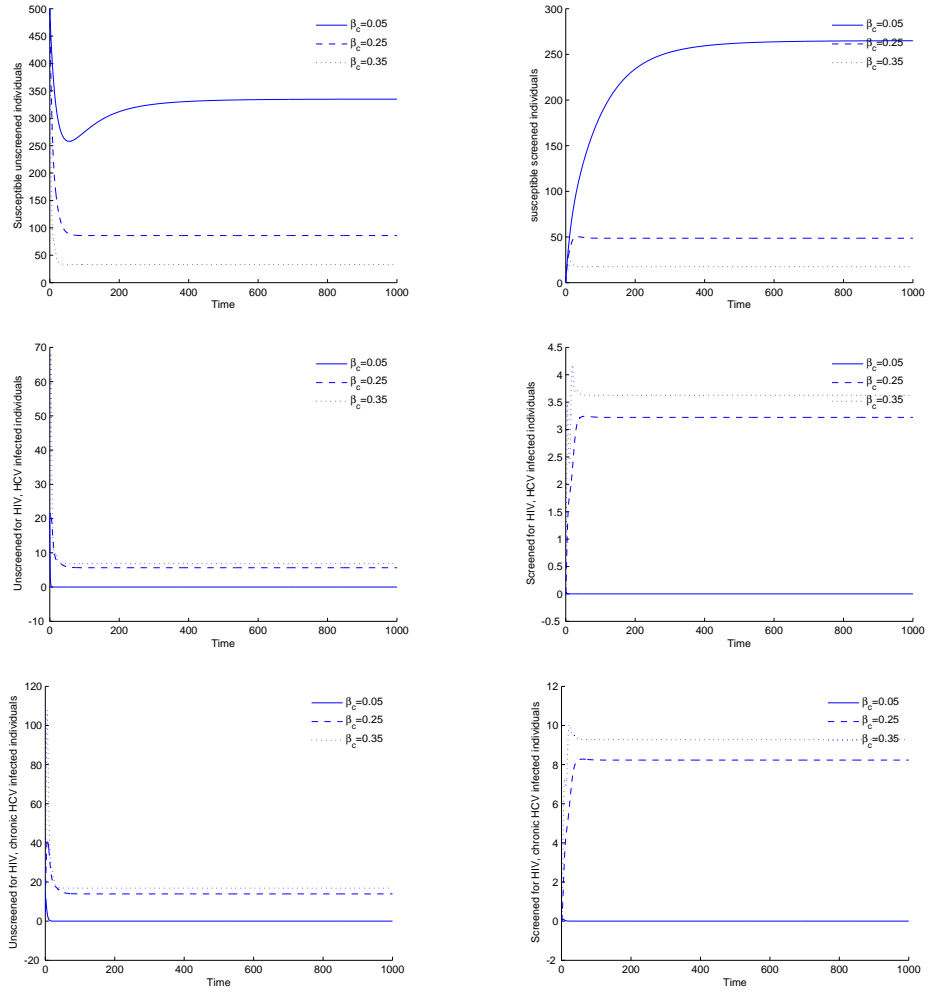 500
450
400
350
300
250
200
150
100
50
0
Susceptible unscreened individuals
0 200 400 600 800 1000
Time
β_c=0.05
β_c=0.25
β_c=0.35
300
250
200
150
100
50
0
susceptible screened individuals
0 200 400 600 800 1000
Time
β_c=0.05
β_c=0.25
β_c=0.35
70
60
50
40
30
20
10
0
-10
Unscreened for HIV, HCV infected individuals
0 200 400 600 800 1000
Time
β_c=0.05
β_c=0.25
β_c=0.35
4.5
4
3.5
3
2.5
2
1.5
1
0.5
0
-0.5
Screened for HIV, HCV infected individuals
0 200 400 600 800 1000
Time
β_c=0.05
β_c=0.25
β_c=0.35
120
100
80
60
40
20
0
-20
Unscreened for HIV, chronic HCV infected individuals
0 200 400 600 800 1000
Time
β_c=0.05
β_c=0.25
β_c=0.35
12
10
8
6
4
2
0
-2
Screened for HIV, chronic HCV infected individuals
0 200 400 600 800 1000
Time
β_c=0.05
β_c=0.25
β_c=0.35